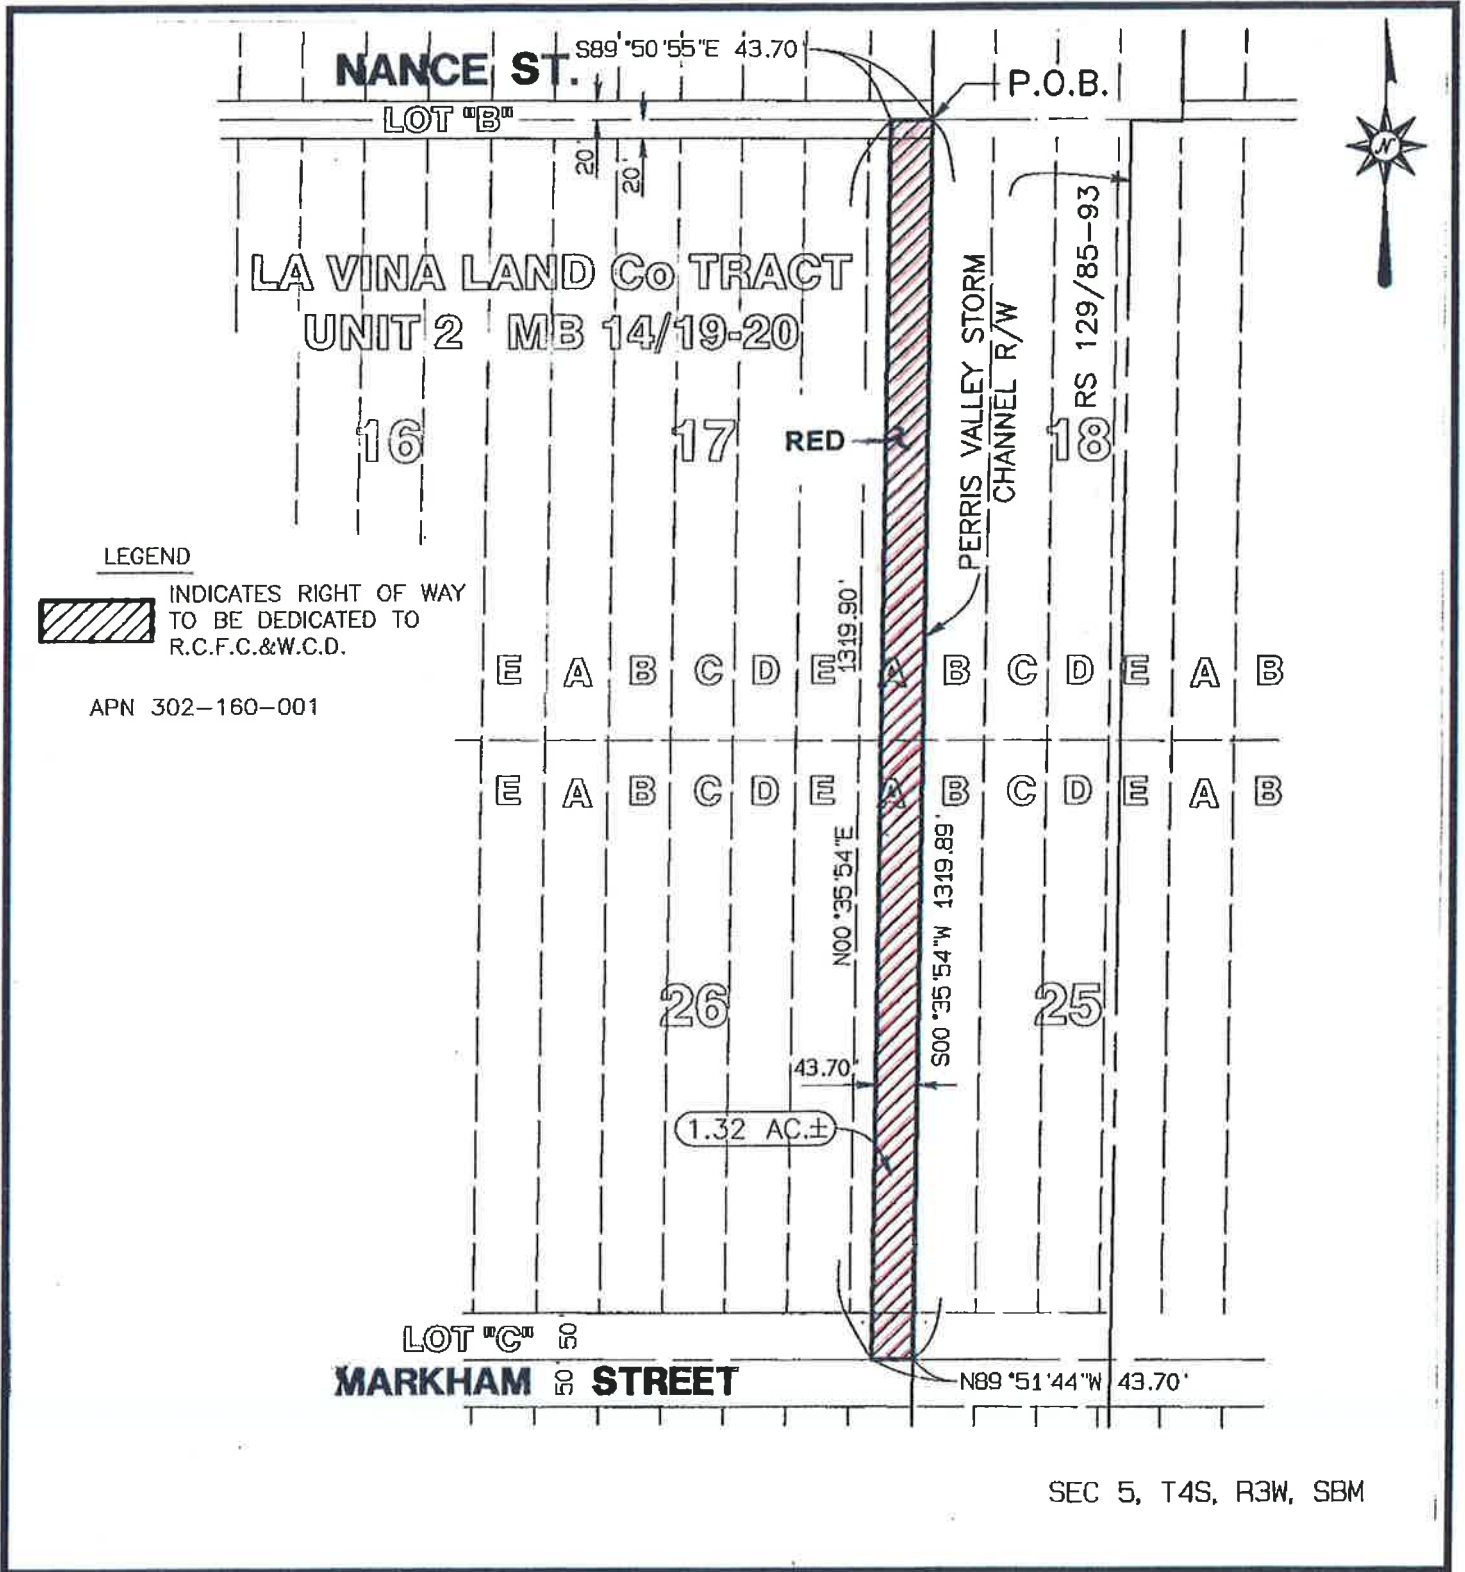 NANCE ST.
S89°50'55"E 43.70'
P.O.B.
LOT "B"
20'
20'
N
LA VINA LAND Co TRACT
UNIT 2 MB 14/19-20
PERRIS VALLEY STORM
CHANNEL R/W
RS 129/85-93
16
17
RED
18
LEGEND
INDICATES RIGHT OF WAY
TO BE DEDICATED TO
R.C.F.C.&W.C.D.
APN 302-160-001
1319.90'
E A B C D E A B C D E A B
E A B C D E A B C D E A B
N00°35'54"E
S00°35'54"W 1319.89'
26
25
43.70'
1.32 AC.±
LOT "C" 50'
MARKHAM 50' STREET
N89°51'44"W 43.70'
SEC 5, T4S, R3W, SBM